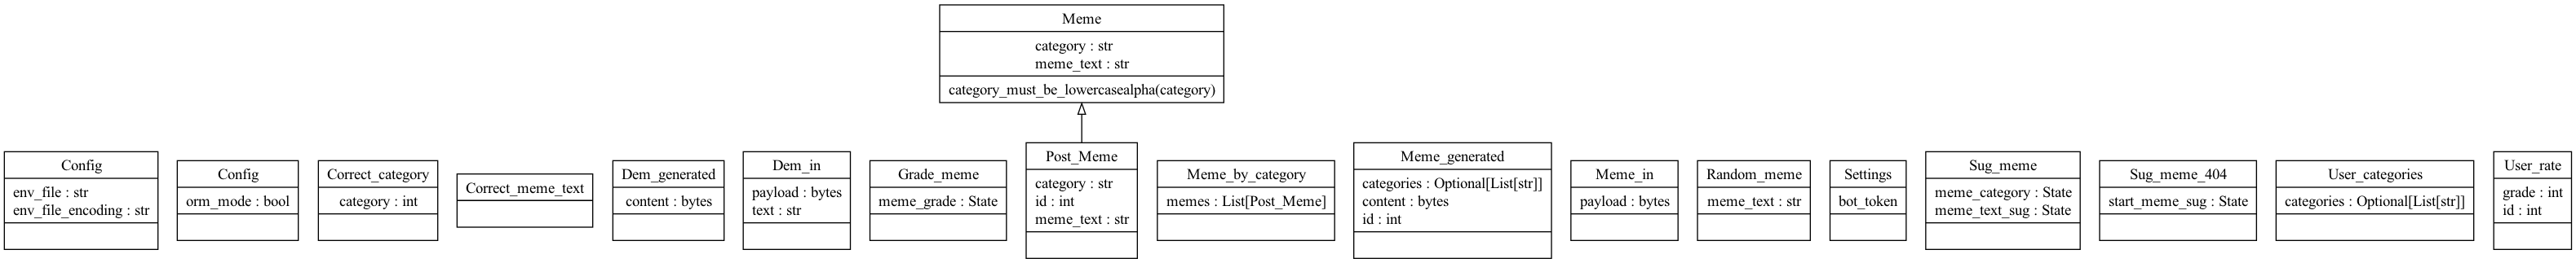 Meme
category : str
meme_text : str
category_must_be_lowercasealpha(category)
Config
env_file : str
env_file_encoding : str
Config
orm_mode : bool
Correct_category
category : int
Correct_meme_text
Dem_generated
content : bytes
Dem_in
payload : bytes
text : str
Grade_meme
meme_grade : State
Post_Meme
category : str
id : int
meme_text : str
Meme_by_category
memes : List[Post_Meme]
Meme_generated
categories : Optional[List[str]]
content : bytes
id : int
Meme_in
payload : bytes
Random_meme
meme_text : str
Settings
bot_token
Sug_meme
meme_category : State
meme_text_sug : State
Sug_meme_404
start_meme_sug : State
User_categories
categories : Optional[List[str]]
User_rate
grade : int
id : int